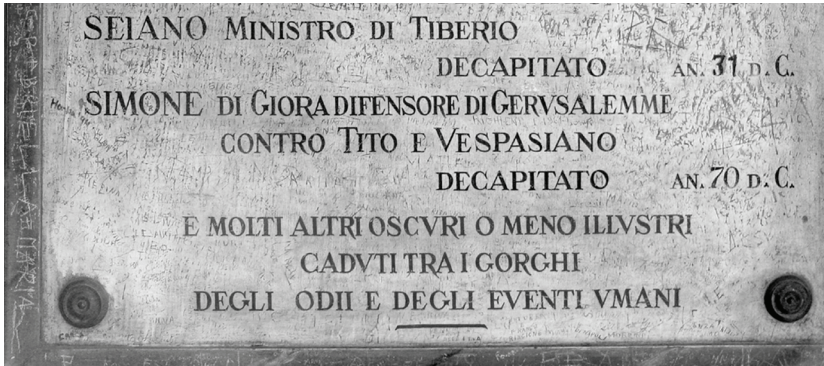 SEIANO MINISTRO DI TIBERIO
DECAPITATO AN. 31 D. C.
SIMONE DI GIORA DIFENSORE DI GERVSALEMME
CONTRO TITO E VESPASIANO
DECAPITATO AN. 70 D. C.
E MOLTI ALTRI OSCVRI O MENO ILLVSTRI
CADVTI TRA I GORGHI
DEGLI ODII E DEGLI EVENTI VMANI